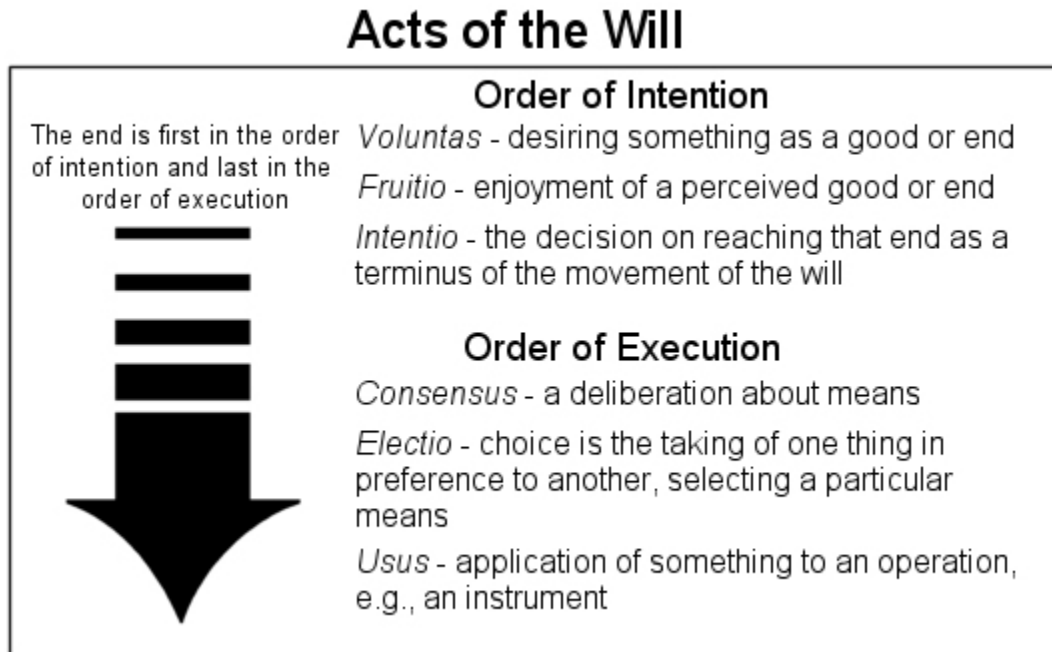 Acts of the Will
The end is first in the order
of intention and last in the
order of execution
Order of Intention
Voluntas - desiring something as a good or end
Fruitio - enjoyment of a perceived good or end
Intentio - the decision on reaching that end as a
terminus of the movement of the will
Order of Execution
Consensus - a deliberation about means
Electio - choice is the taking of one thing in
preference to another, selecting a particular
means
Usus - application of something to an operation,
e.g., an instrument